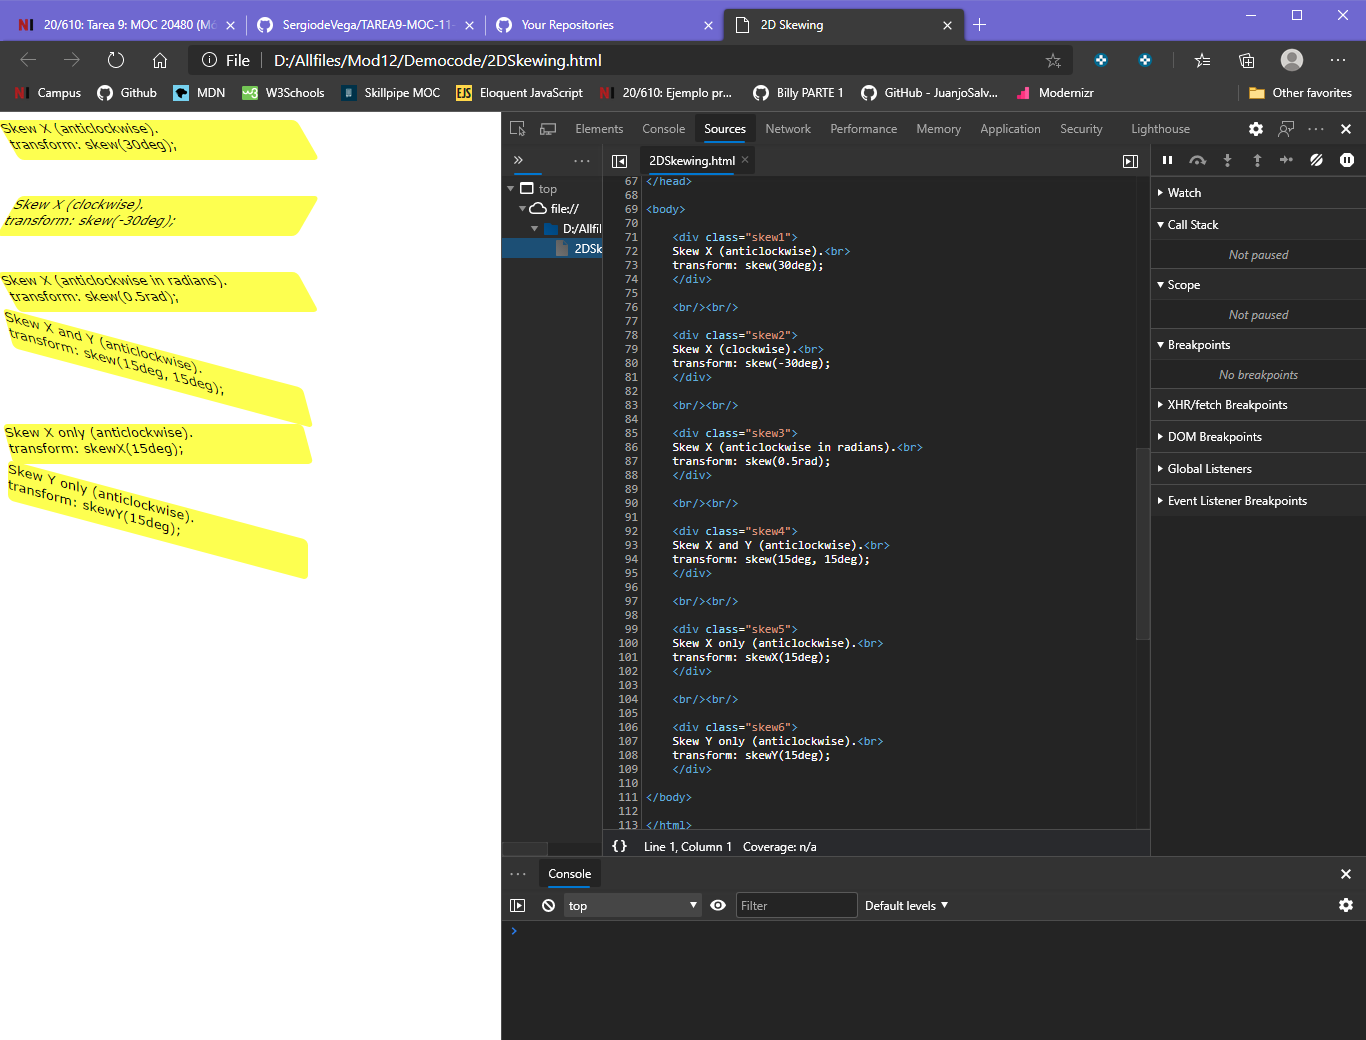 20/610: Tarea 9: MOC 20480 (Mó
SergiodeVega/TAREA9-MOC-11-
Your Repositories
2D Skewing
File
D:/Allfiles/Mod12/Democode/2DSkewing.html
Campus
Github
MDN
W3Schools
Skillpipe MOC
EJS
Eloquent JavaScript
20/610: Ejemplo pr...
Billy PARTE 1
GitHub - JuanjoSalv...
Modernizr
Other favorites
Skew X (anticlockwise).
transform: skew(30deg);
Skew X (clockwise).
transform: skew(-30deg);
Skew X (anticlockwise in radians).
transform: skew(0.5rad);
Skew X and Y (anticlockwise).
transform: skew(15deg, 15deg);
Skew X only (anticlockwise).
transform: skewX(15deg);
Skew Y only (anticlockwise).
transform: skewY(15deg);
Elements Console Sources Network Performance Memory Application Security Lighthouse
2DSkewing.html
top
file://
D:/Allfil
2DSk
67 </head>
68
69 <body>
70
71 <div class="skew1">
72 Skew X (anticlockwise).<br>
73 transform: skew(30deg);
74 </div>
75
76 <br/><br/>
77
78 <div class="skew2">
79 Skew X (clockwise).<br>
80 transform: skew(-30deg);
81 </div>
82
83 <br/><br/>
84
85 <div class="skew3">
86 Skew X (anticlockwise in radians).<br>
87 transform: skew(0.5rad);
88 </div>
89
90 <br/><br/>
91
92 <div class="skew4">
93 Skew X and Y (anticlockwise).<br>
94 transform: skew(15deg, 15deg);
95 </div>
96
97 <br/><br/>
98
99 <div class="skew5">
100 Skew X only (anticlockwise).<br>
101 transform: skewX(15deg);
102 </div>
103
104 <br/><br/>
105
106 <div class="skew6">
107 Skew Y only (anticlockwise).<br>
108 transform: skewY(15deg);
109 </div>
110
111 </body>
112
113 </html>
{} Line 1, Column 1 Coverage: n/a
Watch
Call Stack
Not paused
Scope
Not paused
Breakpoints
No breakpoints
XHR/fetch Breakpoints
DOM Breakpoints
Global Listeners
Event Listener Breakpoints
Console
top
Filter
Default levels